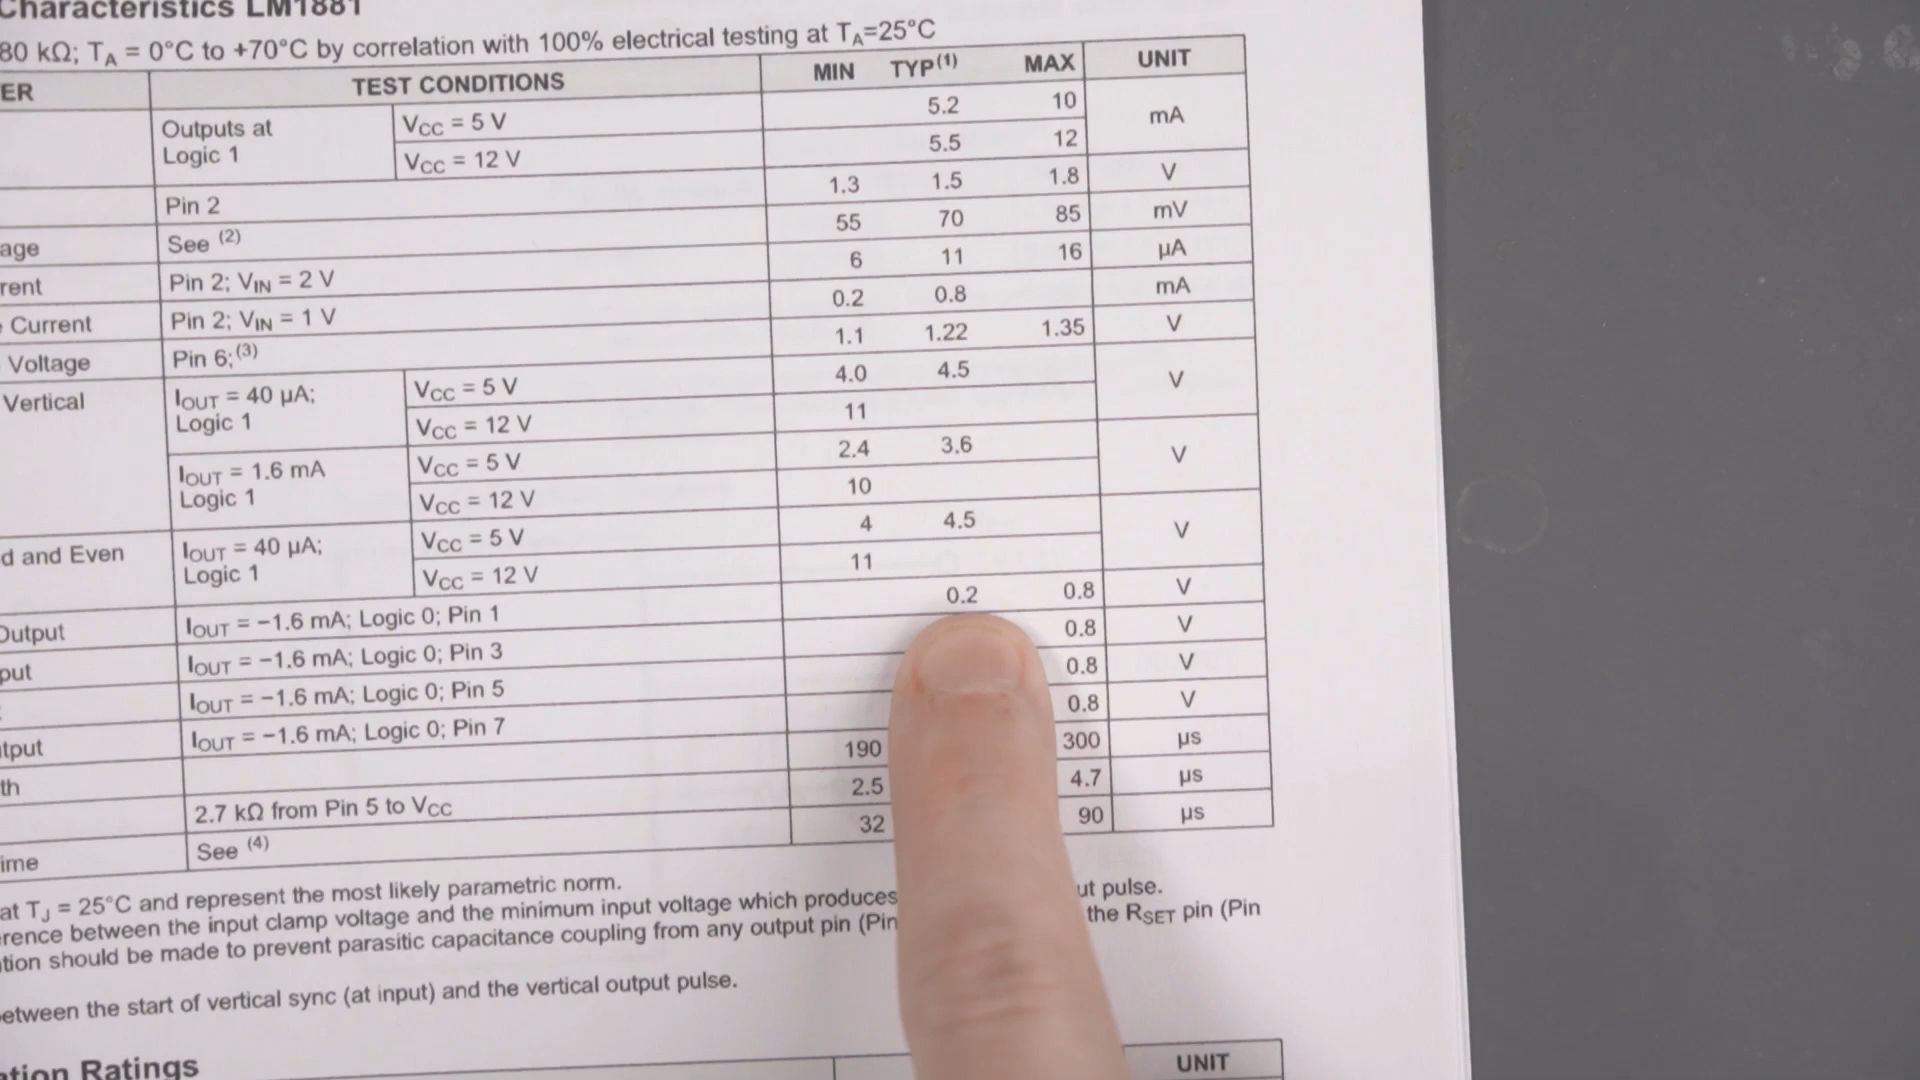 Characteristics LM1881
80 kΩ; TA = 0°C to +70°C by correlation with 100% electrical testing at TA=25°C
ER TEST CONDITIONS MIN TYP(1) MAX UNIT
Outputs at Logic 1 VCC = 5 V 5.2 10 mA
VCC = 12 V 5.5 12
Pin 2 1.3 1.5 1.8 V
age See (2) 55 70 85 mV
rent Pin 2; VIN = 2 V 6 11 16 µA
Current Pin 2; VIN = 1 V 0.2 0.8 mA
Voltage Pin 6;(3) 1.1 1.22 1.35 V
Vertical IOUT = 40 µA; Logic 1 VCC = 5 V 4.0 4.5 V
VCC = 12 V 11
IOUT = 1.6 mA Logic 1 VCC = 5 V 2.4 3.6 V
VCC = 12 V 10
d and Even IOUT = 40 µA; Logic 1 VCC = 5 V 4 4.5 V
VCC = 12 V 11
Output IOUT = −1.6 mA; Logic 0; Pin 1 0.2 0.8 V
put IOUT = −1.6 mA; Logic 0; Pin 3 0.8 V
IOUT = −1.6 mA; Logic 0; Pin 5 0.8 V
tput IOUT = −1.6 mA; Logic 0; Pin 7 0.8 V
th 190 300 µs
2.7 kΩ from Pin 5 to VCC 2.5 4.7 µs
ime See (4) 32 90 µs
at TJ = 25°C and represent the most likely parametric norm.
rence between the input clamp voltage and the minimum input voltage which produces ut pulse.
tion should be made to prevent parasitic capacitance coupling from any output pin (Pin the RSET pin (Pin
etween the start of vertical sync (at input) and the vertical output pulse.
ation Ratings
UNIT